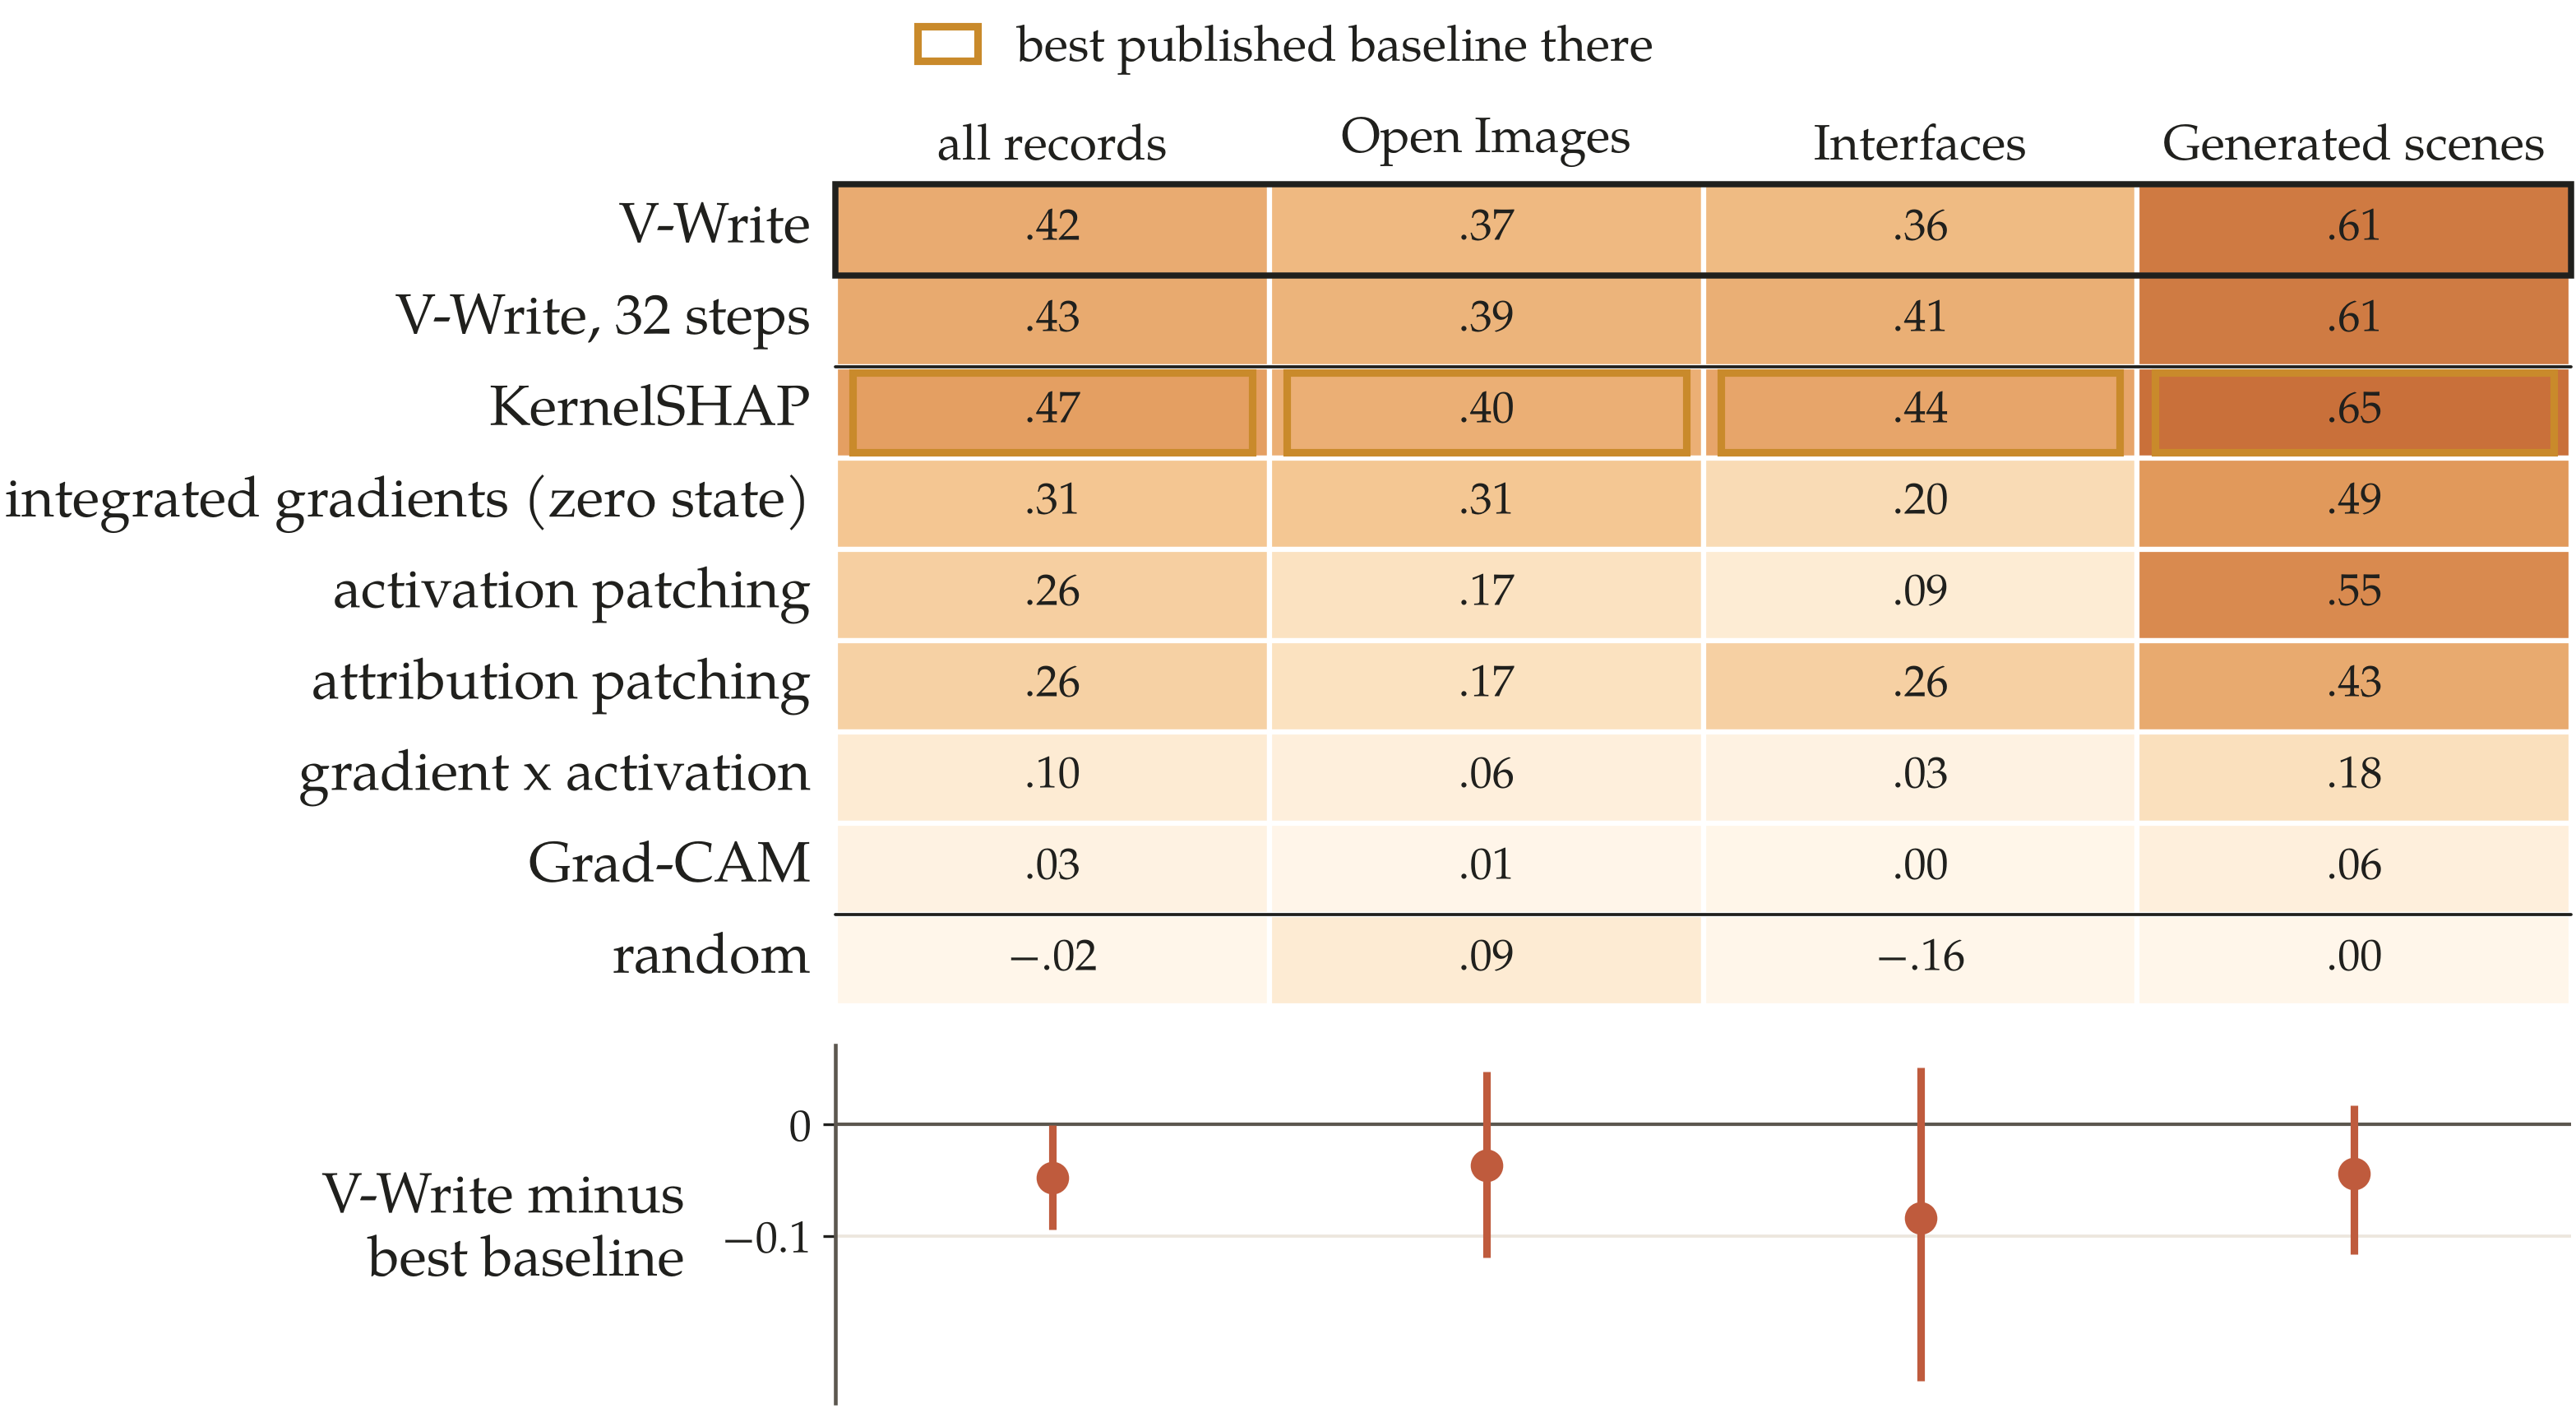 best published baseline there
all records Open Images Interfaces Generated scenes
V-Write .42 .37 .36 .61
V-Write, 32 steps .43 .39 .41 .61
KernelSHAP .47 .40 .44 .65
integrated gradients (zero state) .31 .31 .20 .49
activation patching .26 .17 .09 .55
attribution patching .26 .17 .26 .43
gradient x activation .10 .06 .03 .18
Grad-CAM .03 .01 .00 .06
random −.02 .09 −.16 .00
0
V-Write minus
best baseline
−0.1